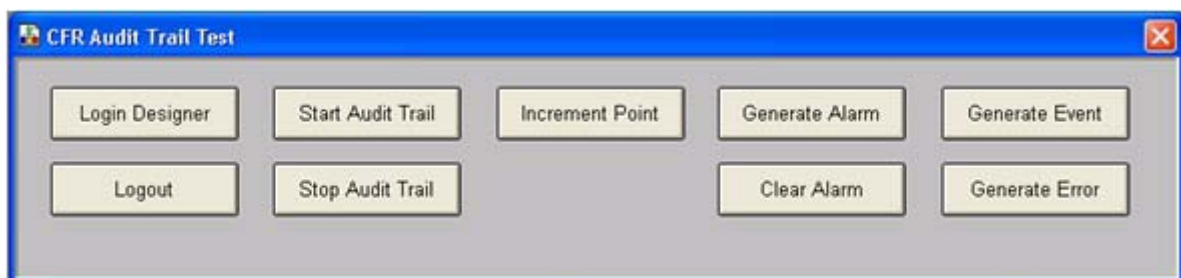 CFR Audit Trail Test
Login Designer
Start Audit Trail
Increment Point
Generate Alarm
Generate Event
Logout
Stop Audit Trail
Clear Alarm
Generate Error